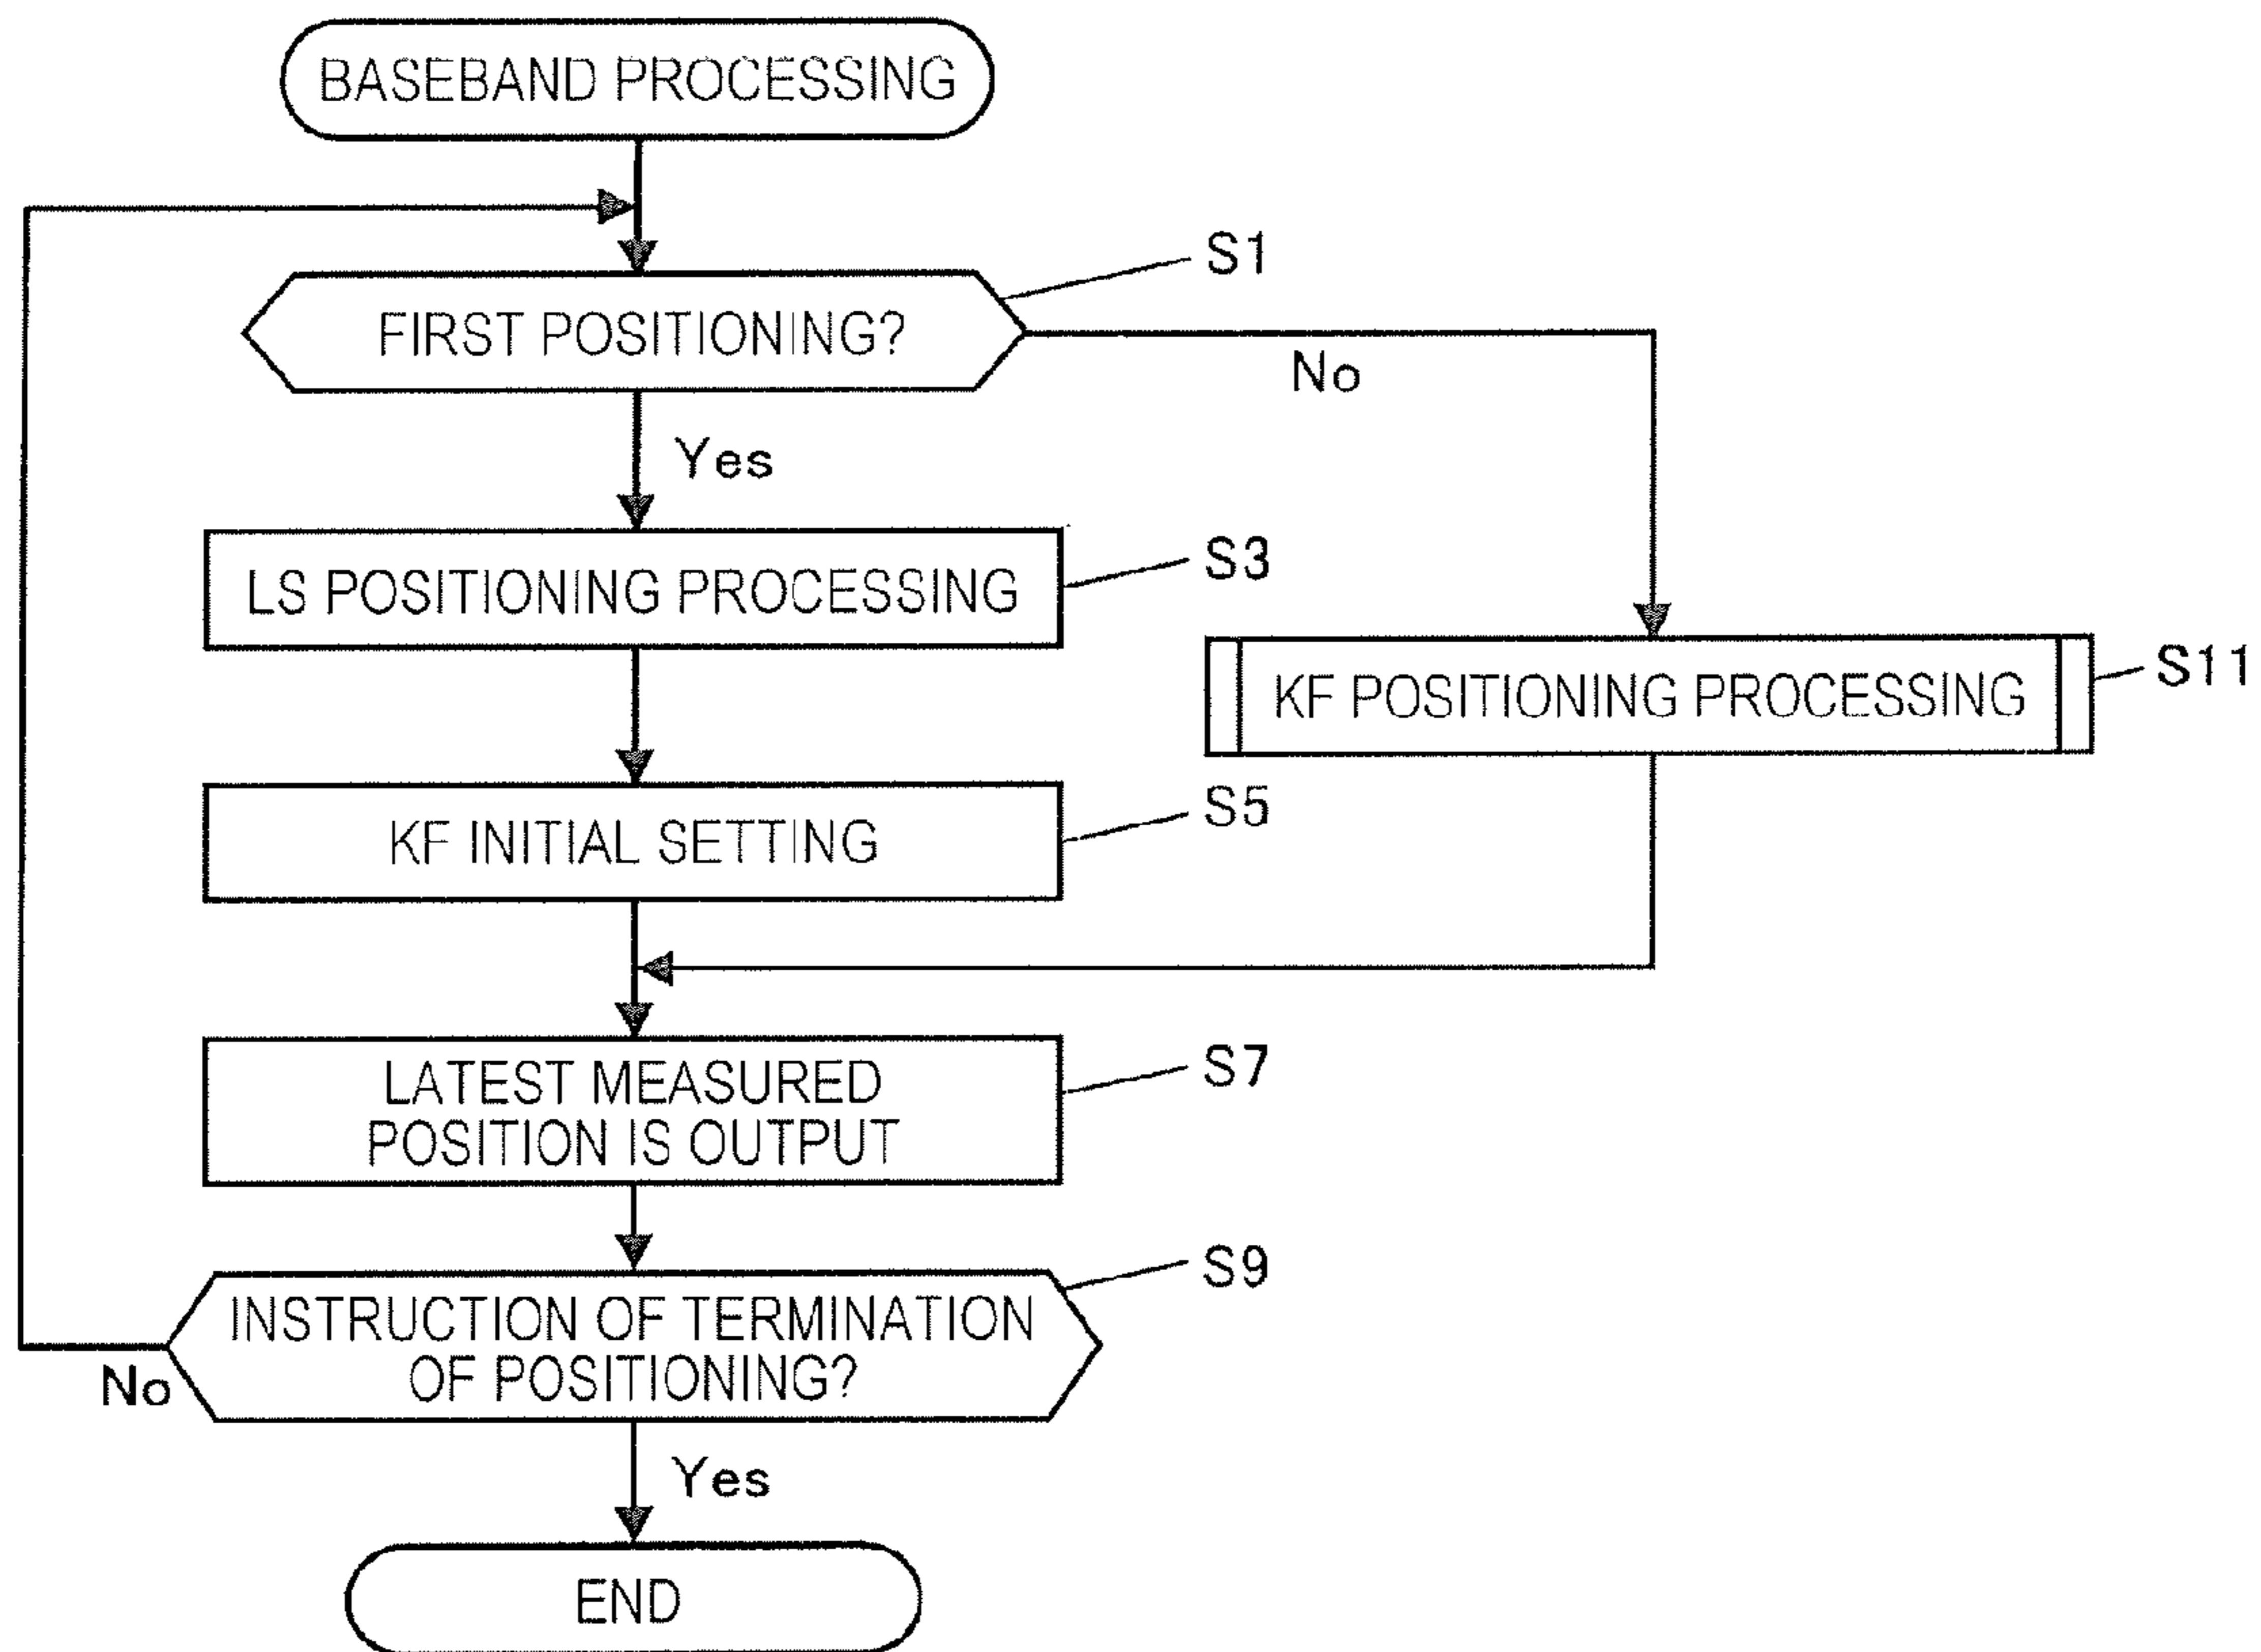 BASEBAND PROCESSING
S1
FIRST POSITIONING?
No
Yes
S3
LS POSITIONING PROCESSING
S11
KF POSITIONING PROCESSING
S5
KF INITIAL SETTING
S7
LATEST MEASURED
POSITION IS OUTPUT
S9
INSTRUCTION OF TERMINATION
OF POSITIONING?
No
Yes
END